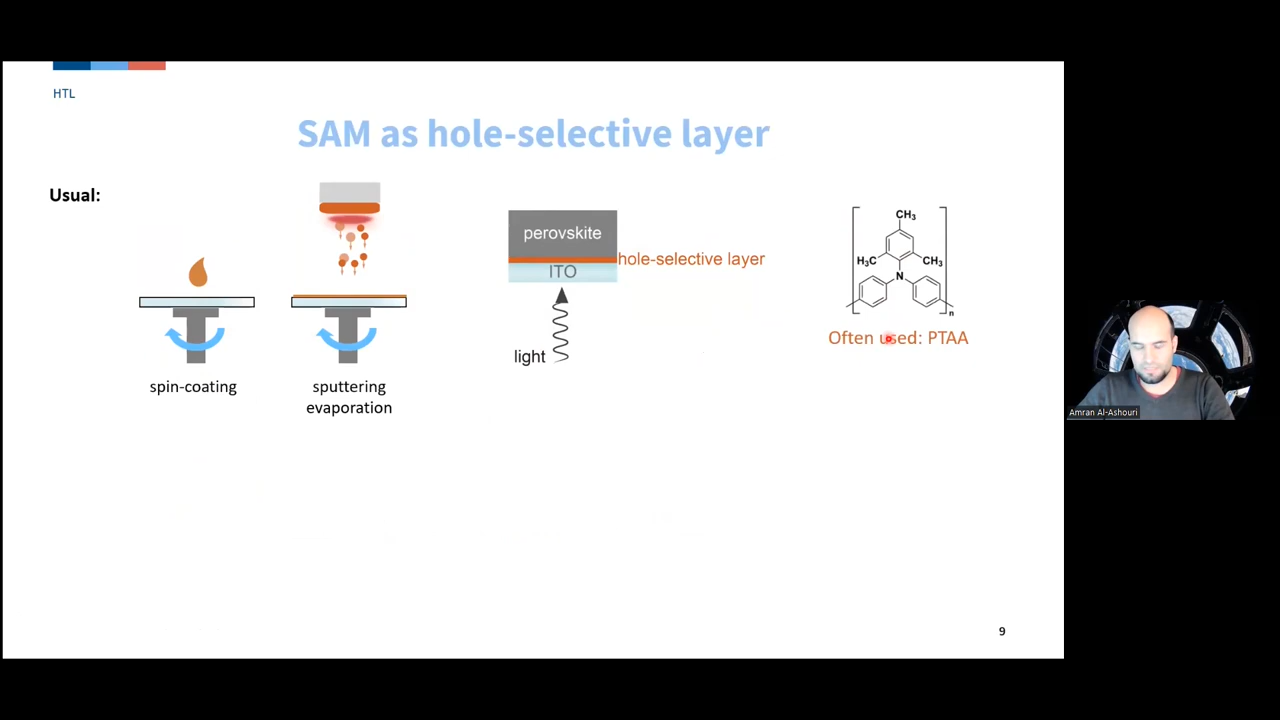 HTL
SAM as hole-selective layer
Usual:
spin-coating
sputtering
evaporation
perovskite
hole-selective layer
ITO
light
CH₃
H₃C
CH₃
N
n
Often used: PTAA
9
Amran Al-Ashouri